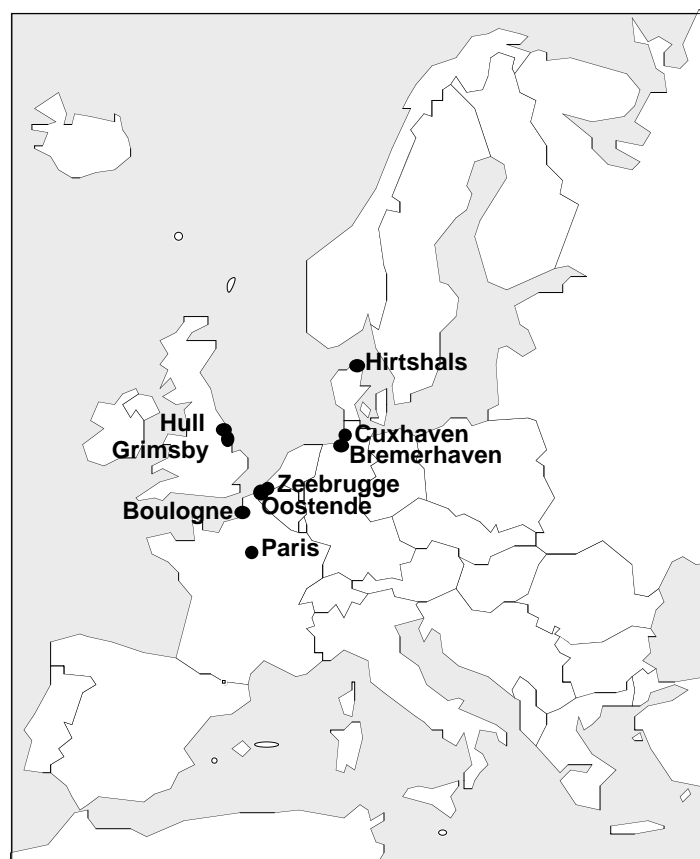 Hirtshals
Hull
Cuxhaven
Grimsby
Bremerhaven
Zeebrugge
Oostende
Boulogne
Paris